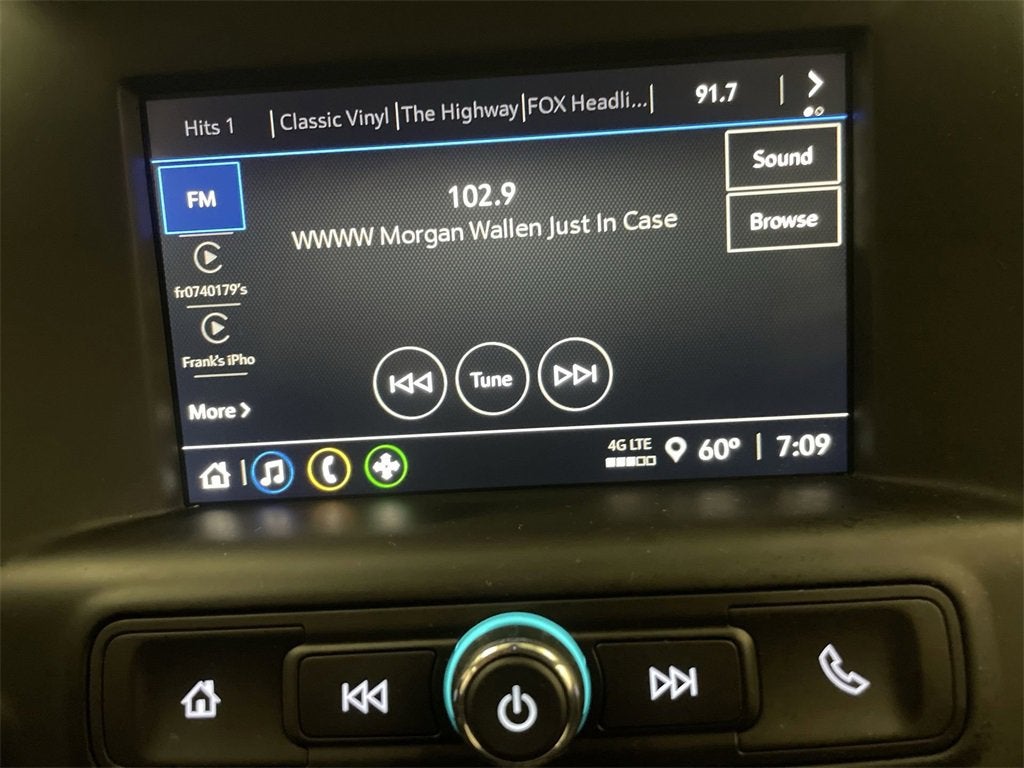 Hits 1 | Classic Vinyl | The Highway | FOX Headli... | 91.7
FM
102.9
WWWW Morgan Wallen Just In Case
Sound
Browse
fr0740179's
Frank's iPho
Tune
More
4G LTE
60° | 7:09